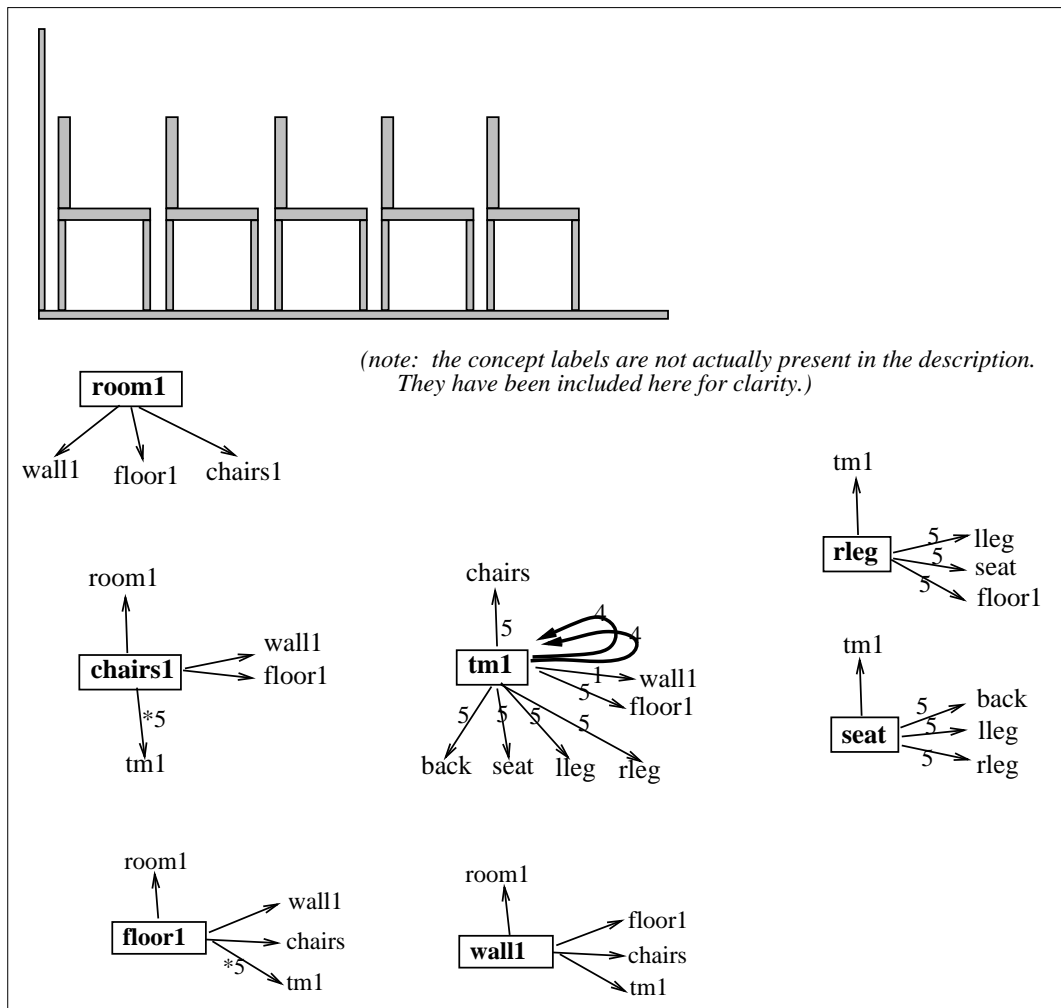 (note: the concept labels are not actually present in the description.
They have been included here for clarity.)
room1
wall1
floor1
chairs1
tm1
rleg
5
lleg
5
seat
5
floor1
room1
chairs1
wall1
floor1
*5
tm1
chairs
5
4
4
tm1
1
wall1
5
floor1
5
5
5
5
back
seat
lleg
rleg
tm1
seat
5
back
5
lleg
5
rleg
room1
floor1
wall1
chairs
*5
tm1
room1
wall1
floor1
chairs
tm1